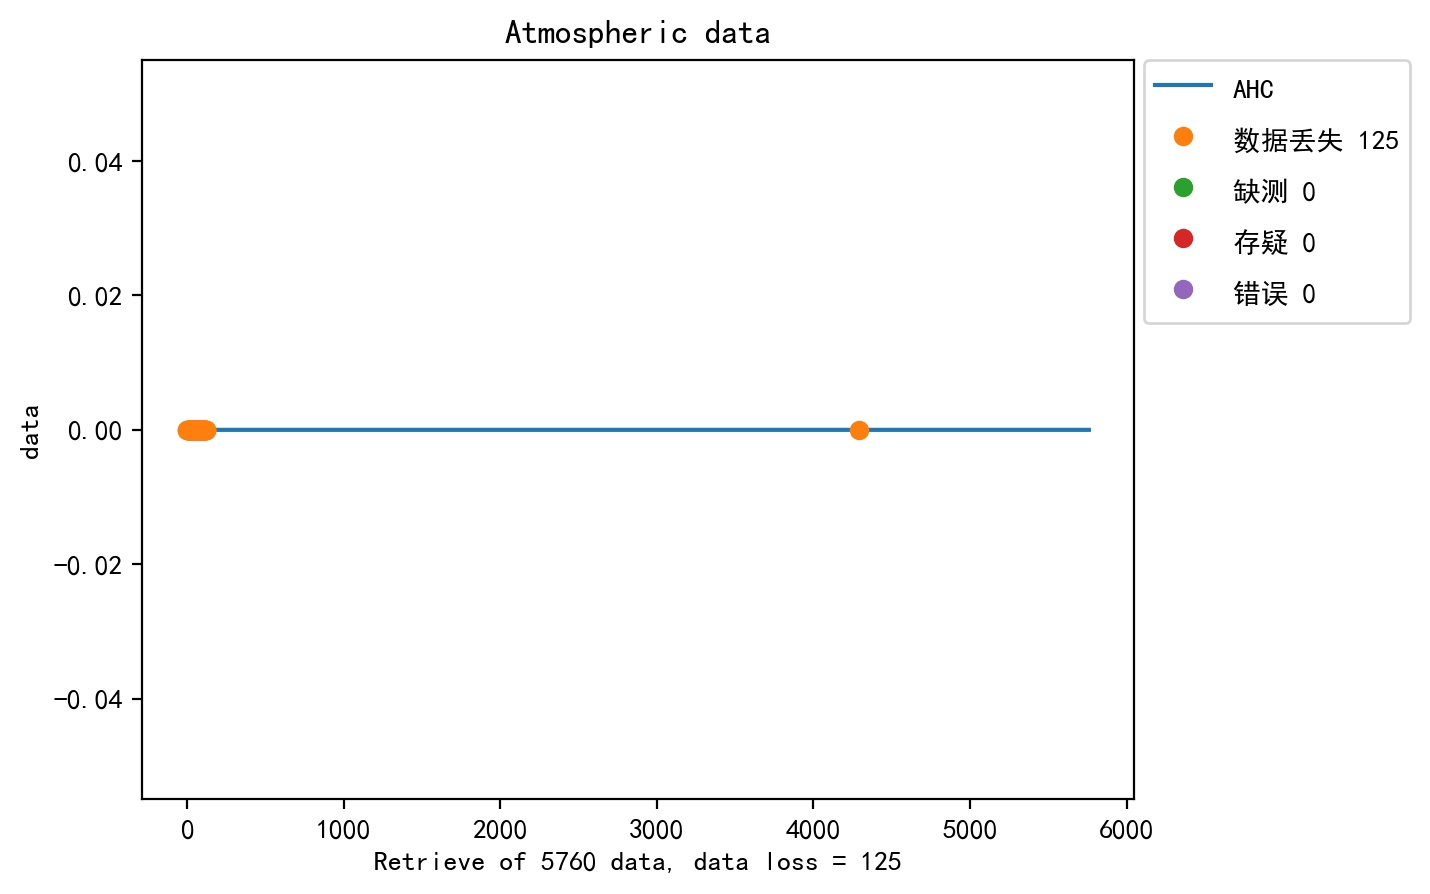 Atmospheric data
AHC
数据丢失 125
缺测 0
存疑 0
错误 0
0.04
0.02
0.00
-0.02
-0.04
data
0 1000 2000 3000 4000 5000 6000
Retrieve of 5760 data, data loss = 125